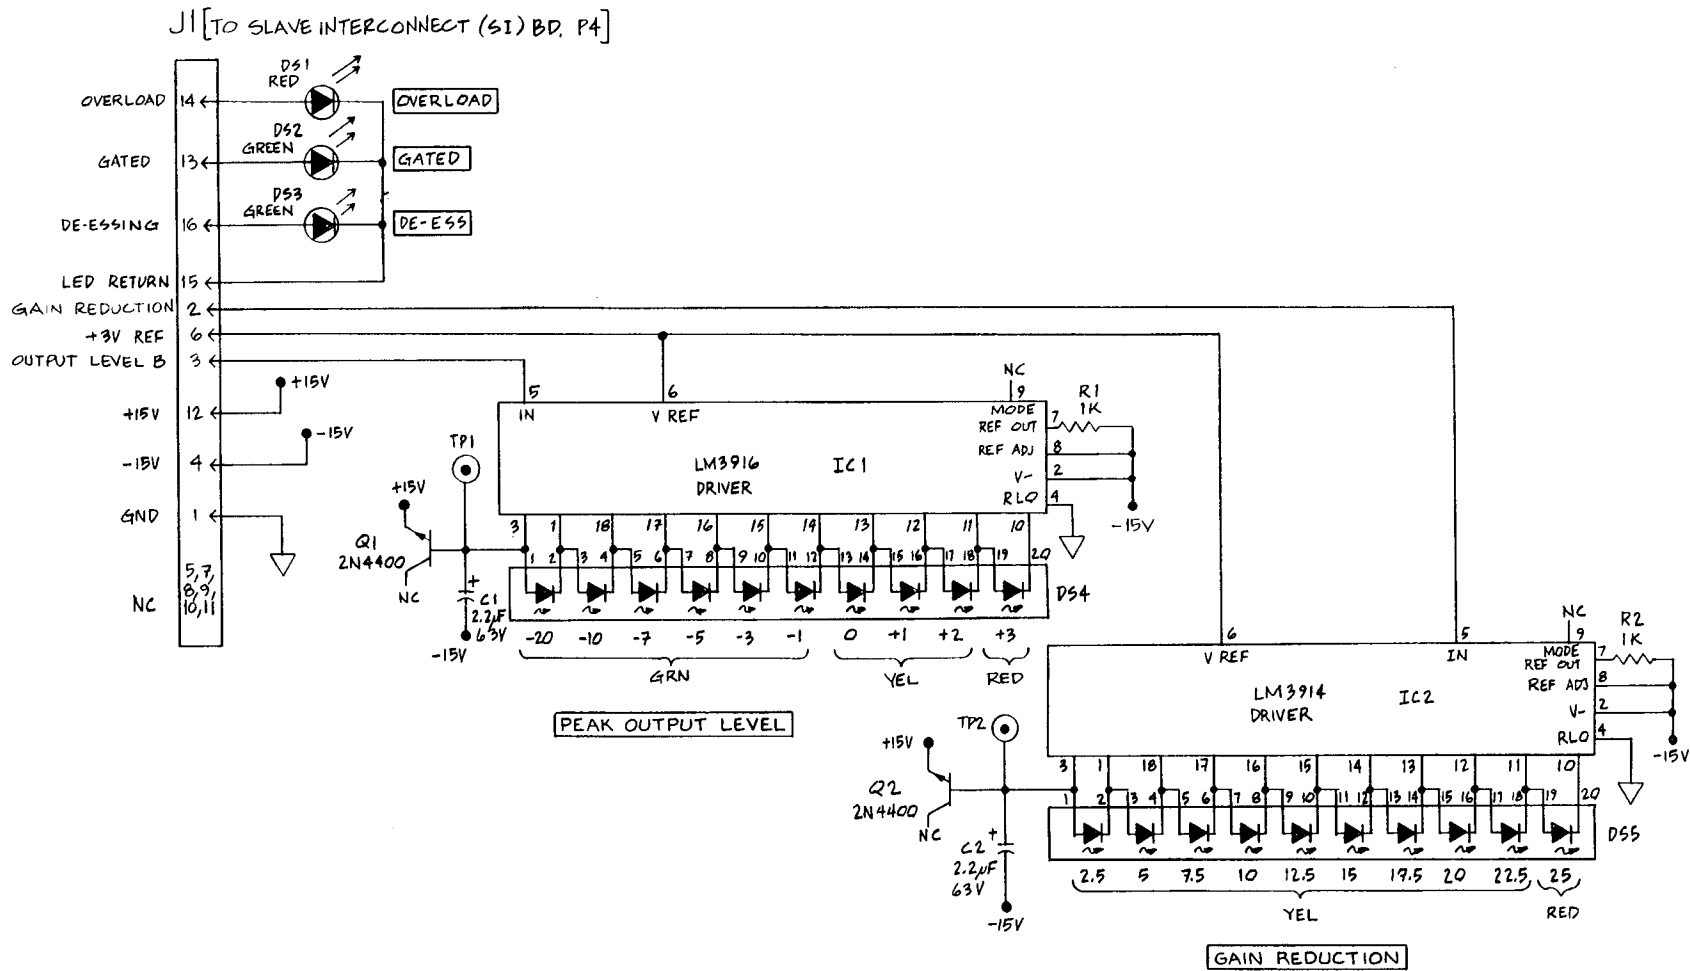 J1 [TO SLAVE INTERCONNECT (SI) BD. P4]
DS1
RED
OVERLOAD 14
OVERLOAD
DS2
GREEN
GATED 13
GATED
DS3
GREEN
DE-ESSING 16
DE-ESS
LED RETURN 15
GAIN REDUCTION 2
+3V REF 6
OUTPUT LEVEL B 3
+15V
+15V 12
-15V
-15V 4
GND 1
NC
5,7
8,9,
10,11
5 6 NC 9
IN V REF MODE
REF OUT 7
R1
1K
REF ADJ 8
V- 2
RLO 4
-15V
LM3916
DRIVER
IC1
TP1
+15V
Q1
2N4400
NC
+
C1
2.2µF
63V
-15V
3 1 18 17 16 15 14 13 12 11 10
1 2 3 4 5 6 7 8 9 10 11 12 13 14 15 16 17 18 19 20
DS4
-20 -10 -7 -5 -3 -1 0 +1 +2 +3
GRN YEL RED
PEAK OUTPUT LEVEL
6 5 NC 9
V REF IN MODE
REF OUT 7
R2
1K
REF ADJ 8
V- 2
RLO 4
-15V
LM3914
DRIVER
IC2
TP2
+15V
Q2
2N4400
NC
+
C2
2.2µF
63V
-15V
3 1 18 17 16 15 14 13 12 11 10
1 2 3 4 5 6 7 8 9 10 11 12 13 14 15 16 17 18 19 20
DS5
2.5 5 7.5 10 12.5 15 17.5 20 22.5 25
YEL RED
GAIN REDUCTION